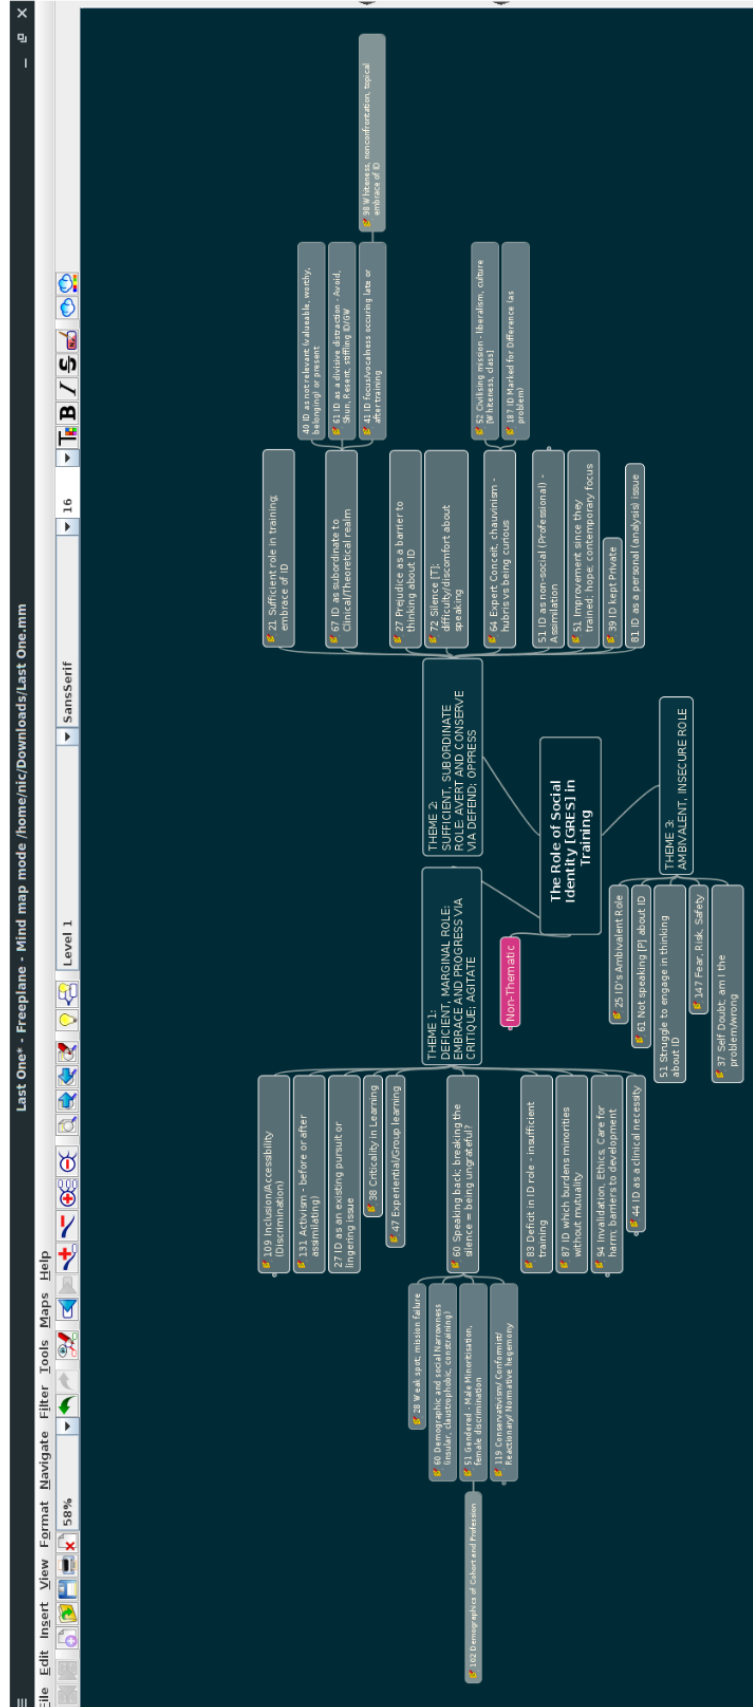 Last One* - Freeplane - Mind map mode /home/nic/Downloads/Last One.mm
File Edit Insert View Format Navigate Filter Tools Maps Help
58%
Level 1
SansSerif
16
102 Demographics of Cohort and Profession
28 Weak spot; mission failure
60 Demographic and social Narrowness
(insular, claustrophobic, constraining)
51 Gendered - Male Minoritisation,
female discrimination
119 Conservativism/ Conformist/
Reactionary/ Normative hegemony
109 Inclusion/Accessibility
(Discrimination)
131 Activism - before or after
assimilating)
27 ID as an existing pursuit or
lingering issue
38 Criticality in Learning
47 Experiential/Group learning
60 Speaking back; breaking the
silence = being ungrateful?
83 Deficit in ID role - insufficient
training
87 ID which burdens minorities
without mutuality
94 Invalidation, Ethics, Care for
harm; barriers to development
44 ID as a clinical necessity
THEME 1:
DEFICIENT, MARGINAL ROLE:
EMBRACE AND PROGRESS VIA
CRITIQUE; AGITATE
Non-Thematic
25 ID's Ambivalent Role
61 Not speaking [P] about ID
51 Struggle to engage in thinking
about ID
147 Fear, Risk, Safety
37 Self Doubt, am I the
problem/wrong
The Role of Social
Identity [GRES] in
Training
THEME 3:
AMBIVALENT, INSECURE ROLE
THEME 2:
SUFFICIENT, SUBORDINATE
ROLE: AVERT AND CONSERVE
VIA DEFEND; OPPRESS
21 Sufficient role in training;
embrace of ID
67 ID as subordinate to
Clinical/Theoretical realm
27 Prejudice as a barrier to
thinking about ID
72 Silence [T];
difficulty/discomfort about
speaking
64 Expert Conceit, chauvinism -
hubris vs being curious
51 ID as non-social (Professional) -
Assimilation
51 Improvement since they
trained; hope; contemporary focus
39 ID kept Private
81 ID as a personal (analysis) issue
40 ID as not relevant (valueable, worthy,
belonging) or present
61 ID as a divisive distraction - Avoid,
Shun, Resent, stifling ID/GW
41 ID focus/vocalness occuring late or
after training
52 Civilising mission - liberalism, culture
[Whiteness, class]
187 ID Marked for Difference (as
problem)
98 Whiteness, nonconfrontation, topical
embrace of ID